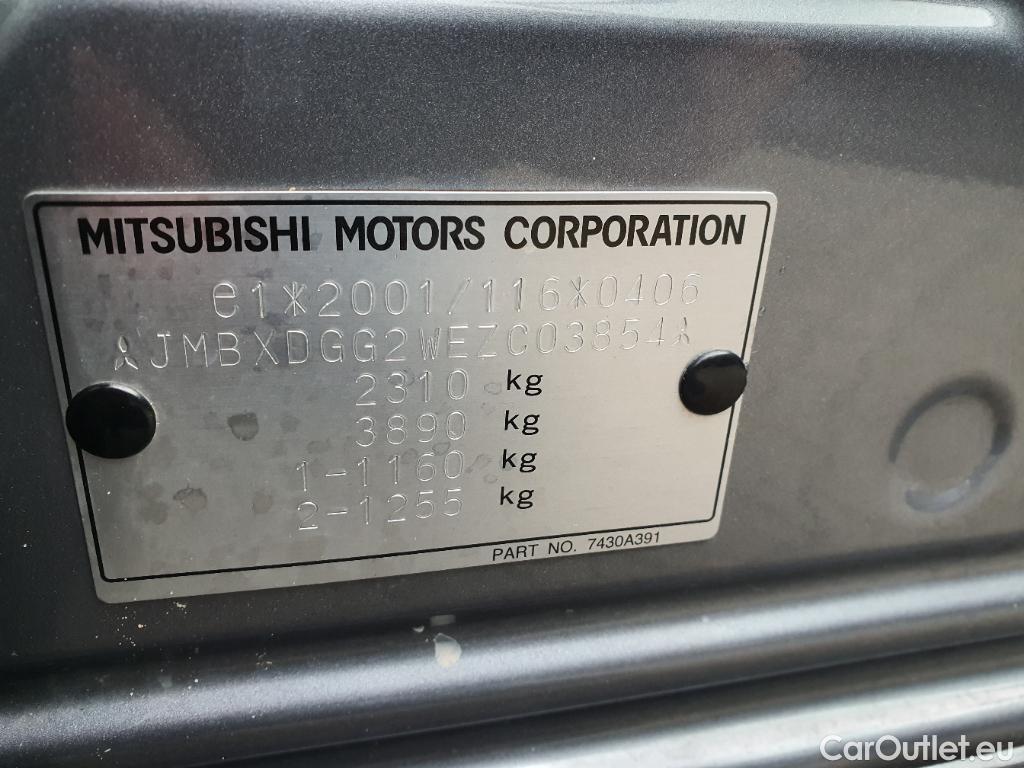 MITSUBISHI MOTORS CORPORATION
e1*2001/116*0406
JMBXDGG2WEZC03854
2310 kg
3890 kg
1-1160 kg
2-1255 kg
PART NO. 7430A391
CarOutlet.eu